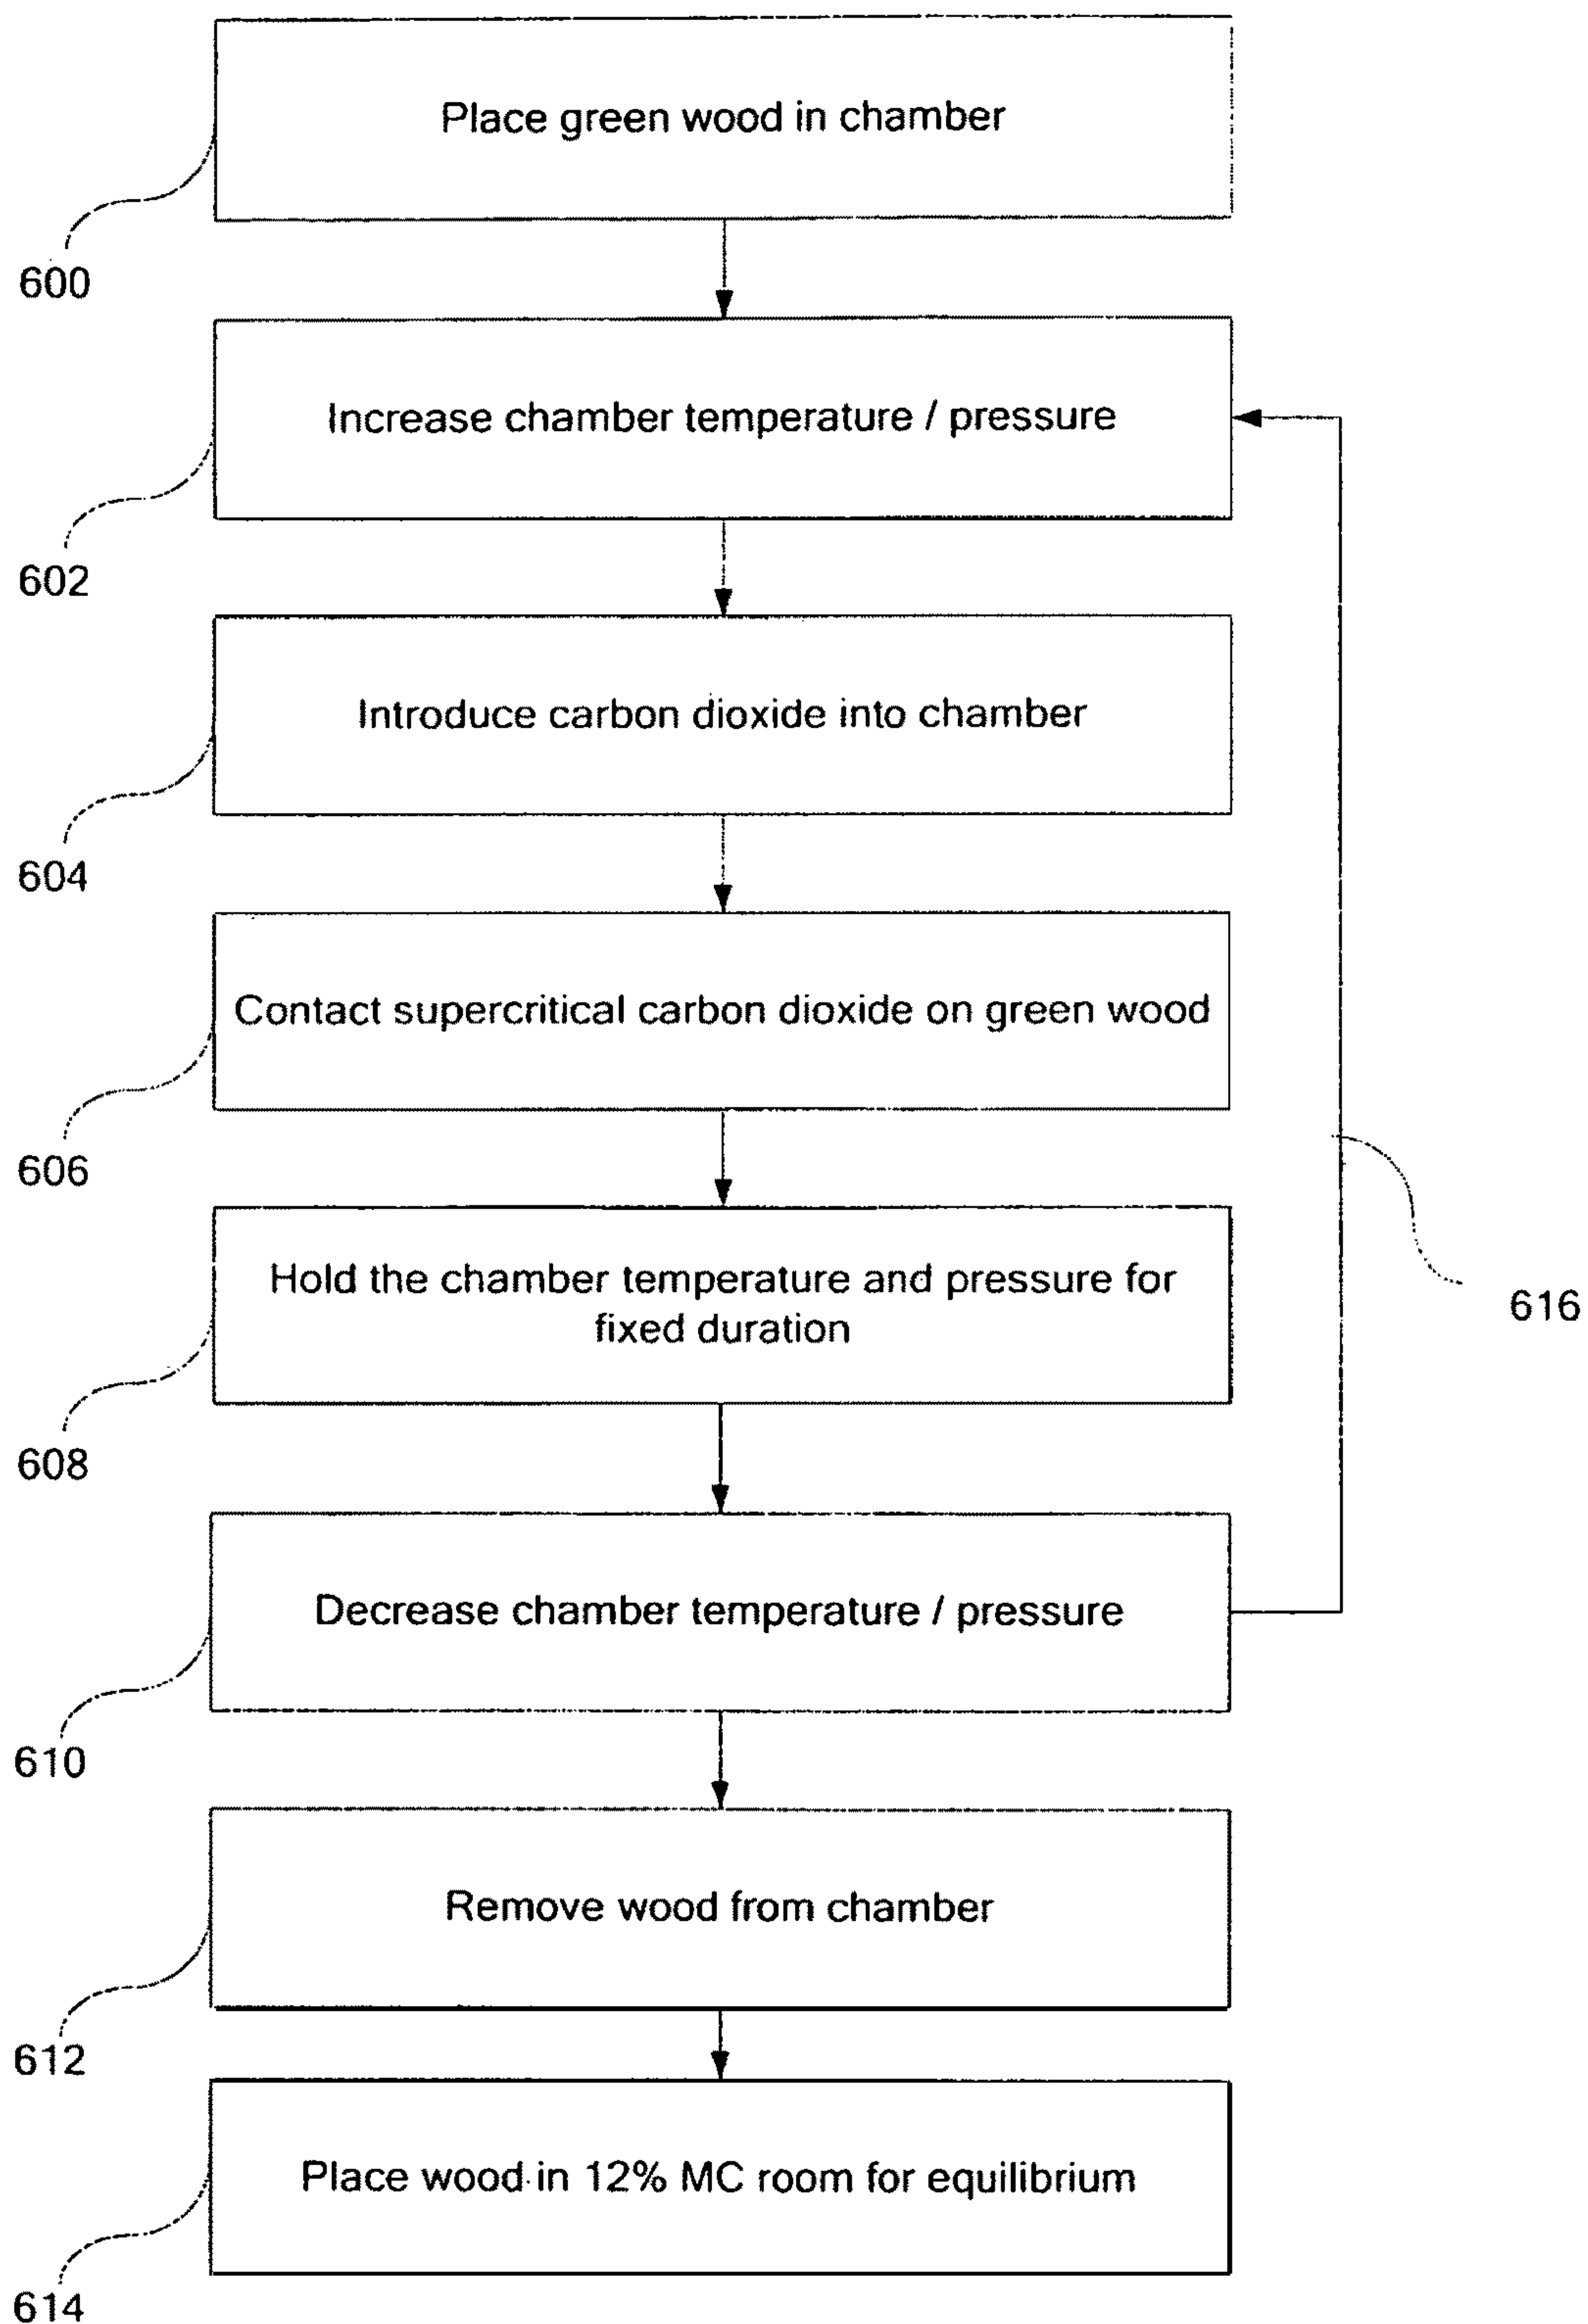 Place green wood in chamber
600
Increase chamber temperature / pressure
602
Introduce carbon dioxide into chamber
604
Contact supercritical carbon dioxide on green wood
606
Hold the chamber temperature and pressure for
fixed duration
616
608
Decrease chamber temperature / pressure
610
Remove wood from chamber
612
Place wood in 12% MC room for equilibrium
614